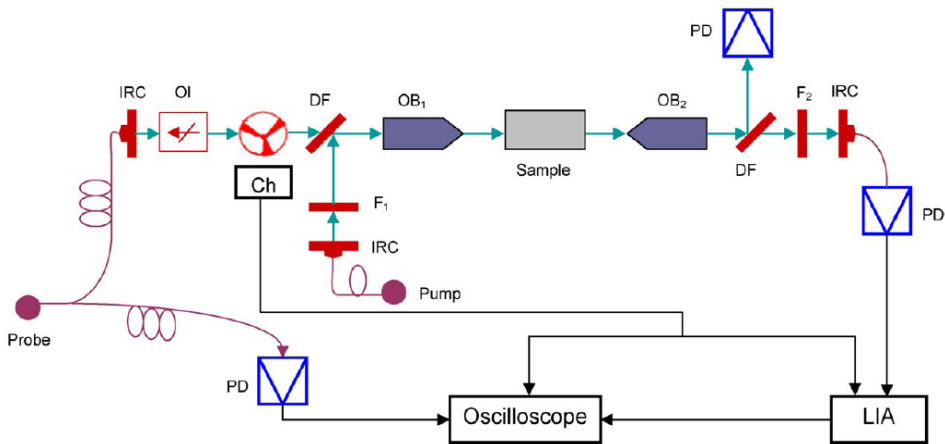 PD
IRC
OI
DF
OB₁
OB₂
F₂
IRC
Ch
Sample
DF
F₁
PD
IRC
Pump
Probe
PD
Oscilloscope
LIA